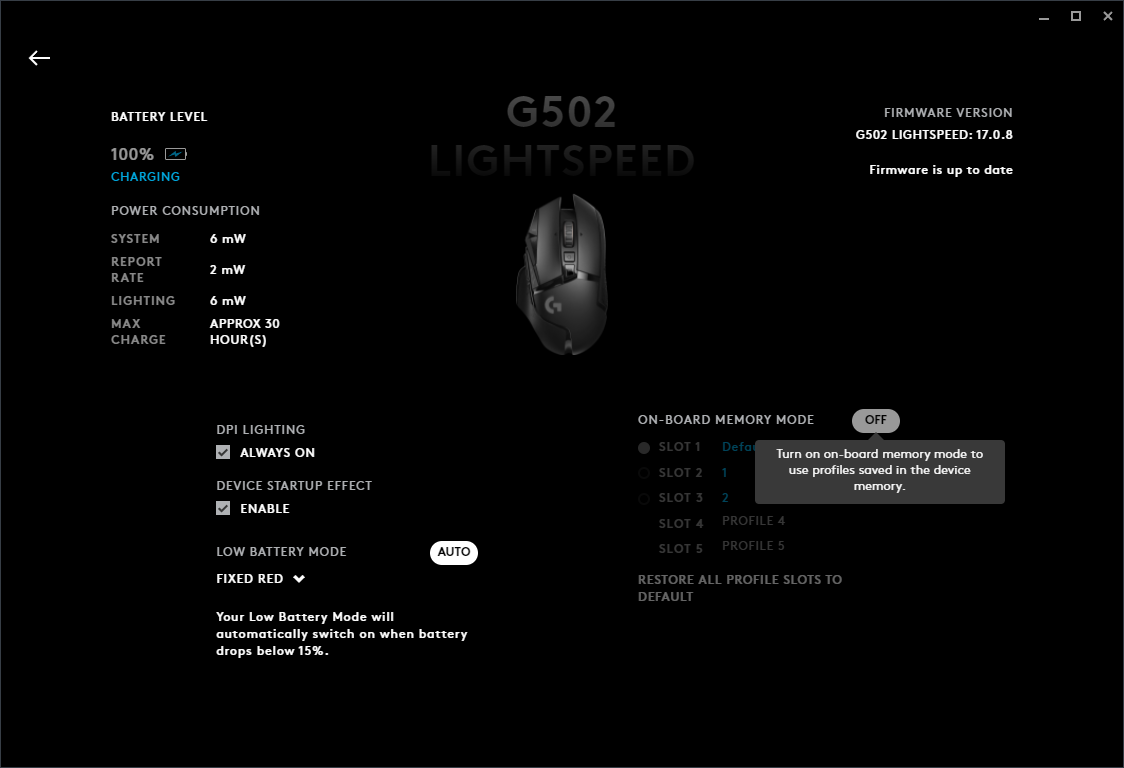 BATTERY LEVEL
100%
CHARGING
POWER CONSUMPTION
SYSTEM 6 mW
REPORT
RATE 2 mW
LIGHTING 6 mW
MAX APPROX 30
CHARGE HOUR(S)
G502
LIGHTSPEED
FIRMWARE VERSION
G502 LIGHTSPEED: 17.0.8
Firmware is up to date
DPI LIGHTING
ALWAYS ON
DEVICE STARTUP EFFECT
ENABLE
LOW BATTERY MODE AUTO
FIXED RED
Your Low Battery Mode will
automatically switch on when battery
drops below 15%.
ON-BOARD MEMORY MODE OFF
Turn on on-board memory mode to
use profiles saved in the device
memory.
SLOT 1
SLOT 2 1
SLOT 3 2
SLOT 4 PROFILE 4
SLOT 5 PROFILE 5
RESTORE ALL PROFILE SLOTS TO
DEFAULT